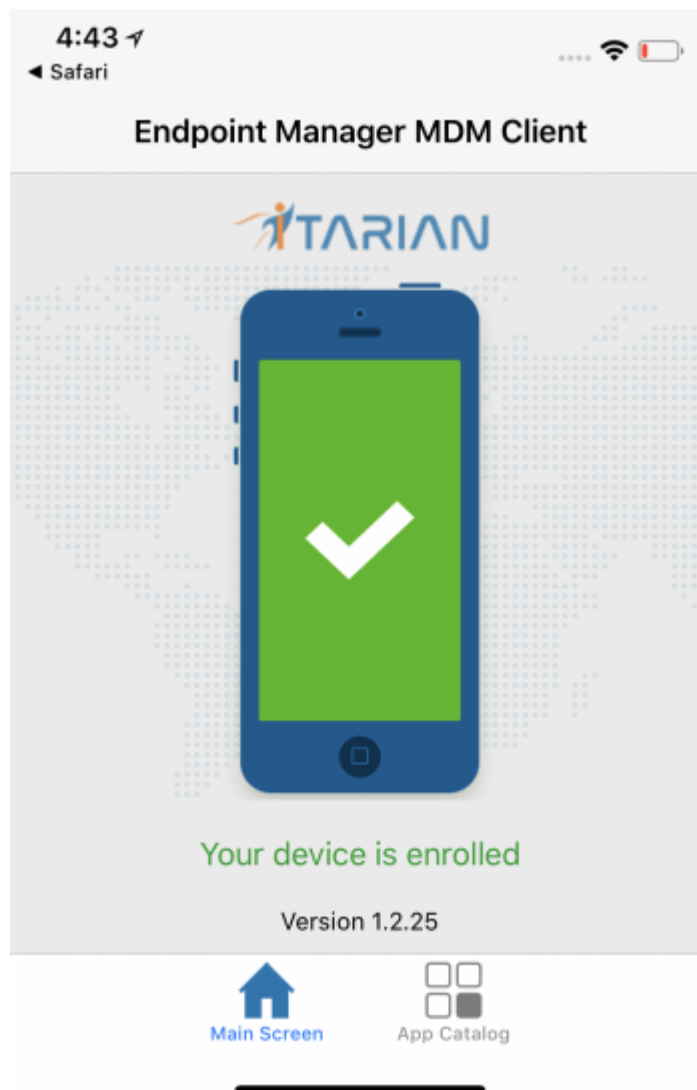 4:43
Safari
Endpoint Manager MDM Client
iTARIAN
Your device is enrolled
Version 1.2.25
Main Screen
App Catalog